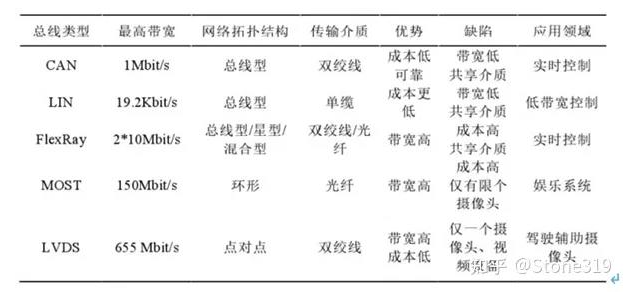 总线类型 最高带宽 网络拓扑结构 传输介质 优势 缺陷 应用领域
CAN 1Mbit/s 总线型 双绞线 成本低可靠 带宽低共享介质 实时控制
LIN 19.2Kbit/s 总线型 单缆 成本更低 带宽低共享介质 低带宽控制
FlexRay 2*10Mbit/s 总线型/星型/混合型 双绞线/光纤 带宽高 成本高共享介质 实时控制
MOST 150Mbit/s 环形 光纤 带宽高 成本高仅有限个摄像头 娱乐系统
LVDS 655 Mbit/s 点对点 双绞线 带宽高成本低 仅一个摄像头、视频设备 驾驶辅助摄像头
知乎 @Stone319